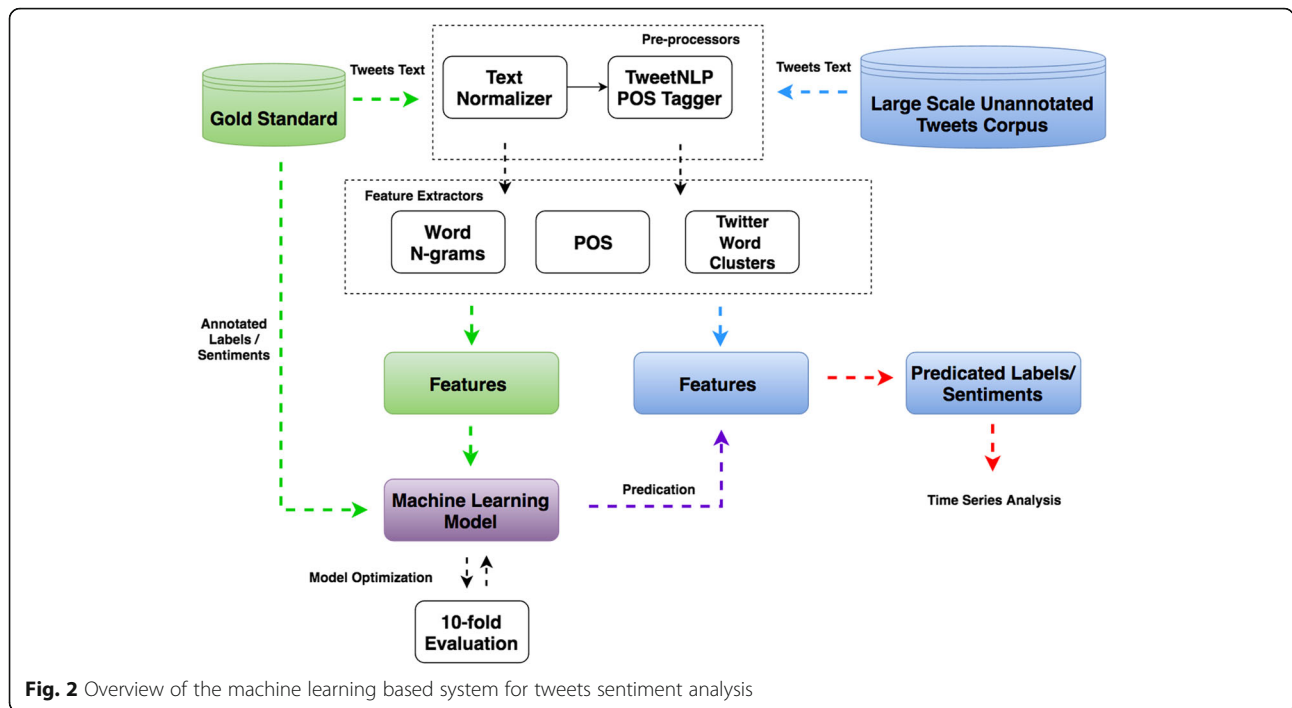 Pre-processors
Tweets Text
Text
Normalizer
TweetNLP
POS Tagger
Tweets Text
Gold Standard
Large Scale Unannotated
Tweets Corpus
Feature Extractors
Word
N-grams
POS
Twitter
Word
Clusters
Annotated
Labels /
Sentiments
Features
Features
Predicated Labels/
Sentiments
Machine Learning
Model
Predication
Time Series Analysis
Model Optimization
10-fold
Evaluation
Fig. 2 Overview of the machine learning based system for tweets sentiment analysis